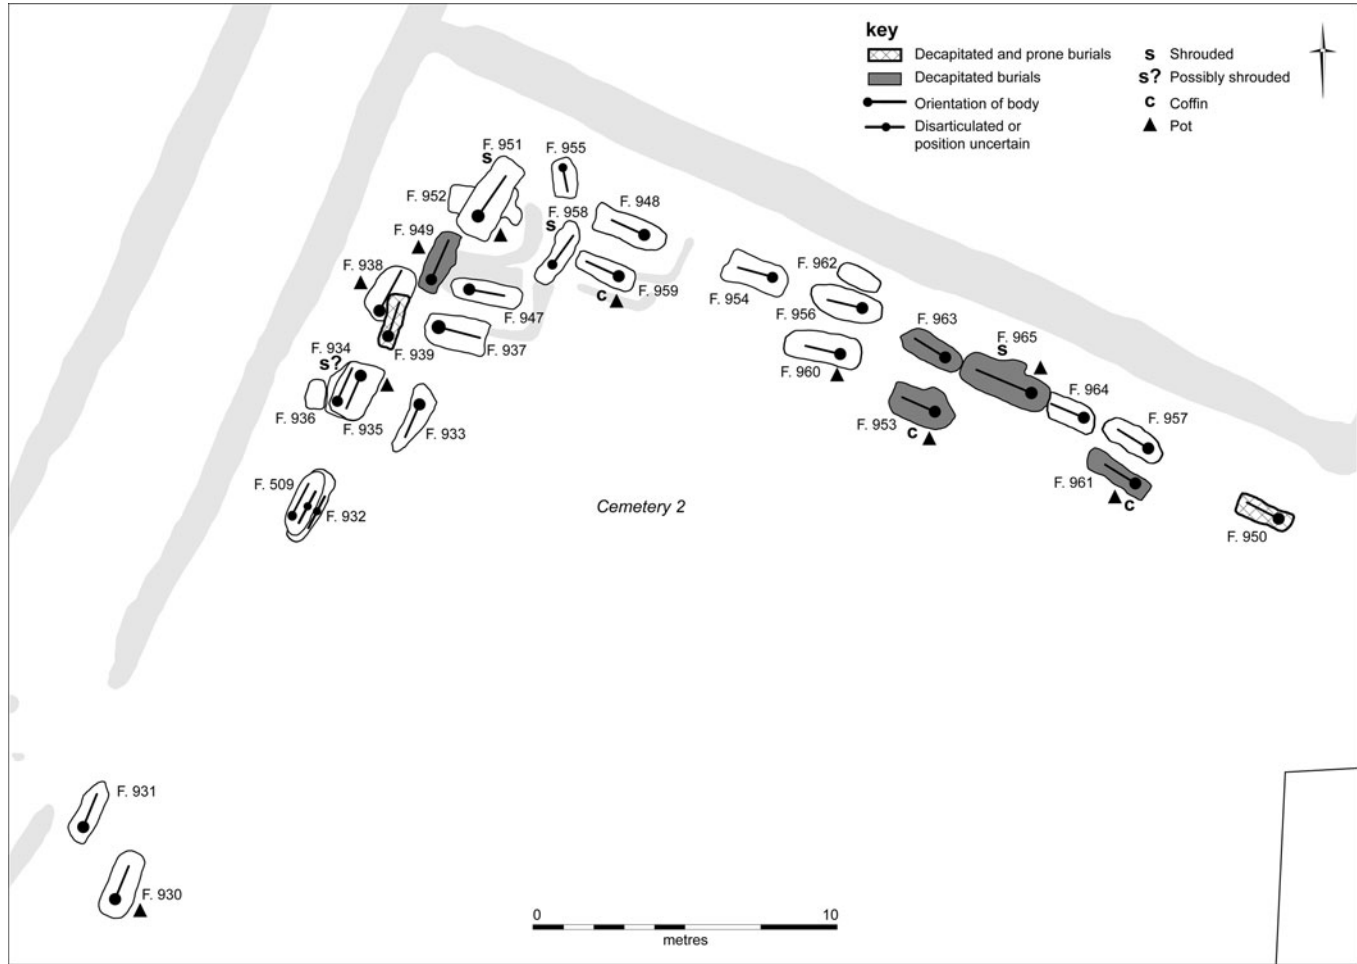 key
Decapitated and prone burials
Decapitated burials
Orientation of body
Disarticulated or
position uncertain
s Shrouded
s? Possibly shrouded
c Coffin
Pot
F. 951
s
F. 955
F. 952
F. 958
s
F. 948
F. 949
F. 938
F. 959
c
F. 954
F. 962
F. 956
F. 947
F. 963
F. 965
s
F. 939
F. 937
F. 934
s?
F. 960
F. 964
F. 936
F. 935
F. 933
F. 953
c
F. 957
F. 961
c
F. 509
F. 932
Cemetery 2
F. 950
F. 931
F. 930
0 10
metres